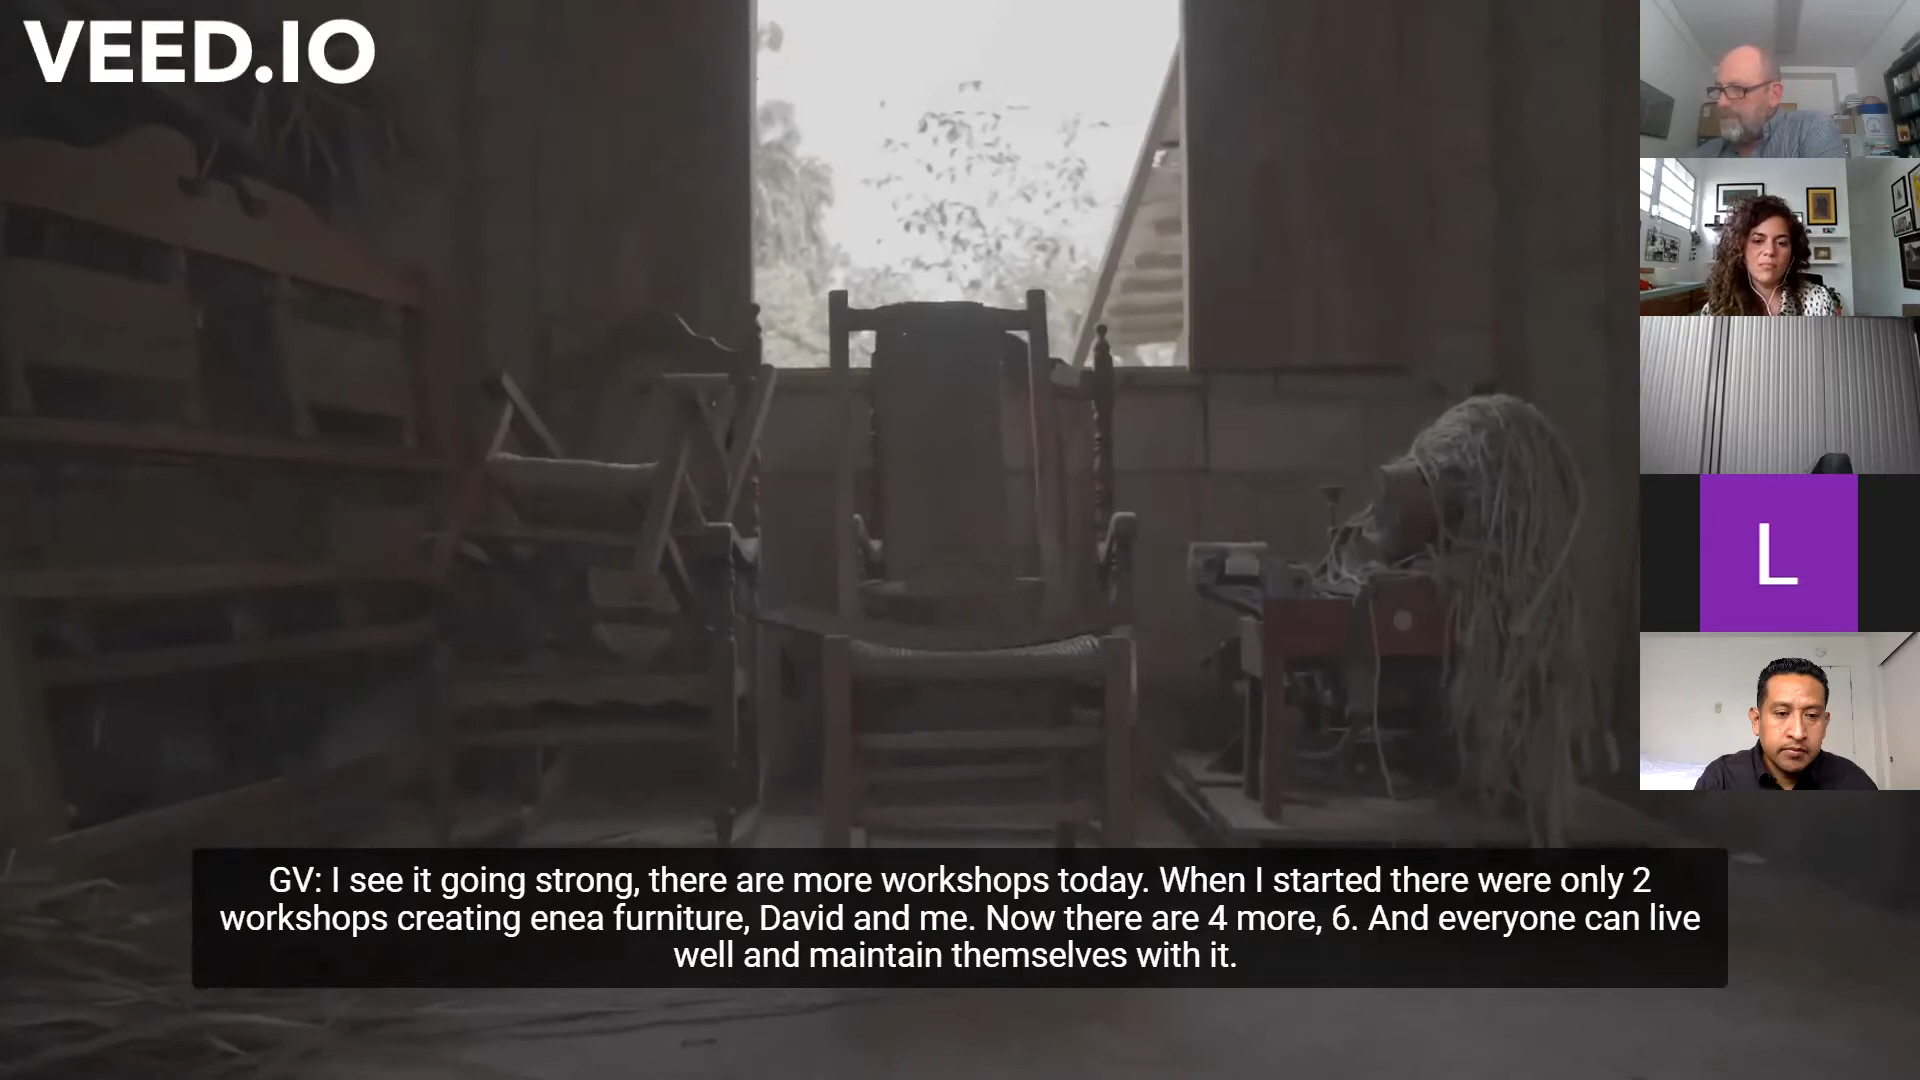 VEED.IO
L
GV: I see it going strong, there are more workshops today. When I started there were only 2
workshops creating enea furniture, David and me. Now there are 4 more, 6. And everyone can live
well and maintain themselves with it.